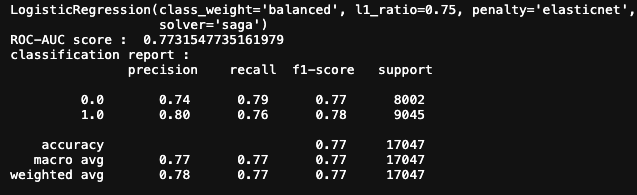 LogisticRegression(class_weight='balanced', l1_ratio=0.75, penalty='elasticnet',
solver='saga')
ROC-AUC score :  0.7731547735161979
classification report :
precision    recall  f1-score   support
0.0       0.74      0.79      0.77      8002
1.0       0.80      0.76      0.78      9045
accuracy                           0.77     17047
macro avg       0.77      0.77      0.77     17047
weighted avg       0.78      0.77      0.77     17047